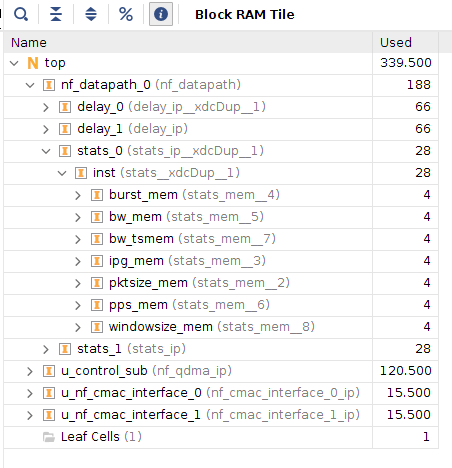 % Block RAM Tile
Name Used
N top 339.500
nf_datapath_0 (nf_datapath) 188
delay_0 (delay_ip__xdcDup__1) 66
delay_1 (delay_ip) 66
stats_0 (stats_ip__xdcDup__1) 28
inst (stats__xdcDup__1) 28
burst_mem (stats_mem__4) 4
bw_mem (stats_mem__5) 4
bw_tsmem (stats_mem__7) 4
ipg_mem (stats_mem__3) 4
pktsize_mem (stats_mem__2) 4
pps_mem (stats_mem__6) 4
windowsize_mem (stats_mem__8) 4
stats_1 (stats_ip) 28
u_control_sub (nf_qdma_ip) 120.500
u_nf_cmac_interface_0 (nf_cmac_interface_0_ip) 15.500
u_nf_cmac_interface_1 (nf_cmac_interface_1_ip) 15.500
Leaf Cells (1) 1